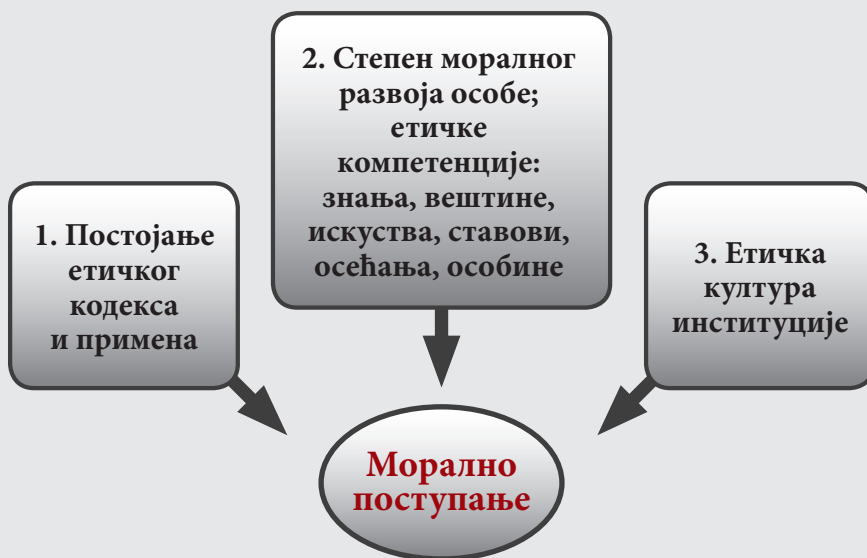 1. Постојање
етичког
кодекса
и примена
2. Степен моралног
развоја особе;
етичке
компетенције:
знања, вештине,
искуства, ставови,
осећања, особине
3. Етичка
култура
институције
Морално
поступање